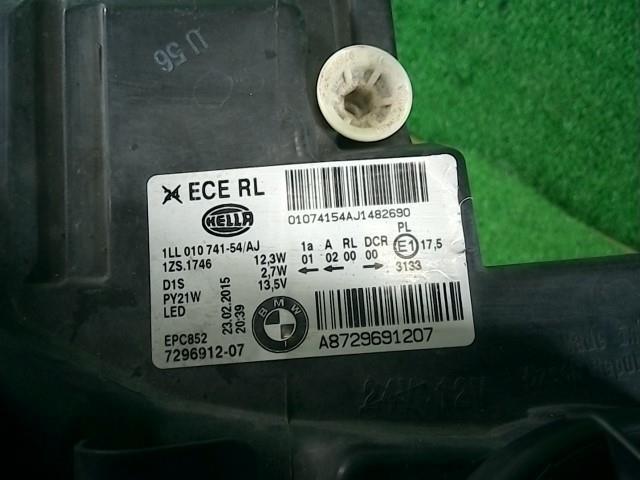 U 56
ECE RL
HELLA
01074154AJ1482690
1LL 010 741-54/AJ
1ZS.1746
D1S
PY21W
LED
12,3W
2,7W
13,5V
1a A RL DCR PL
01 02 00 00 E1 17,5
3133
23.02.2015
20:39
BMW
EPC852
7296912-07
A8729691207